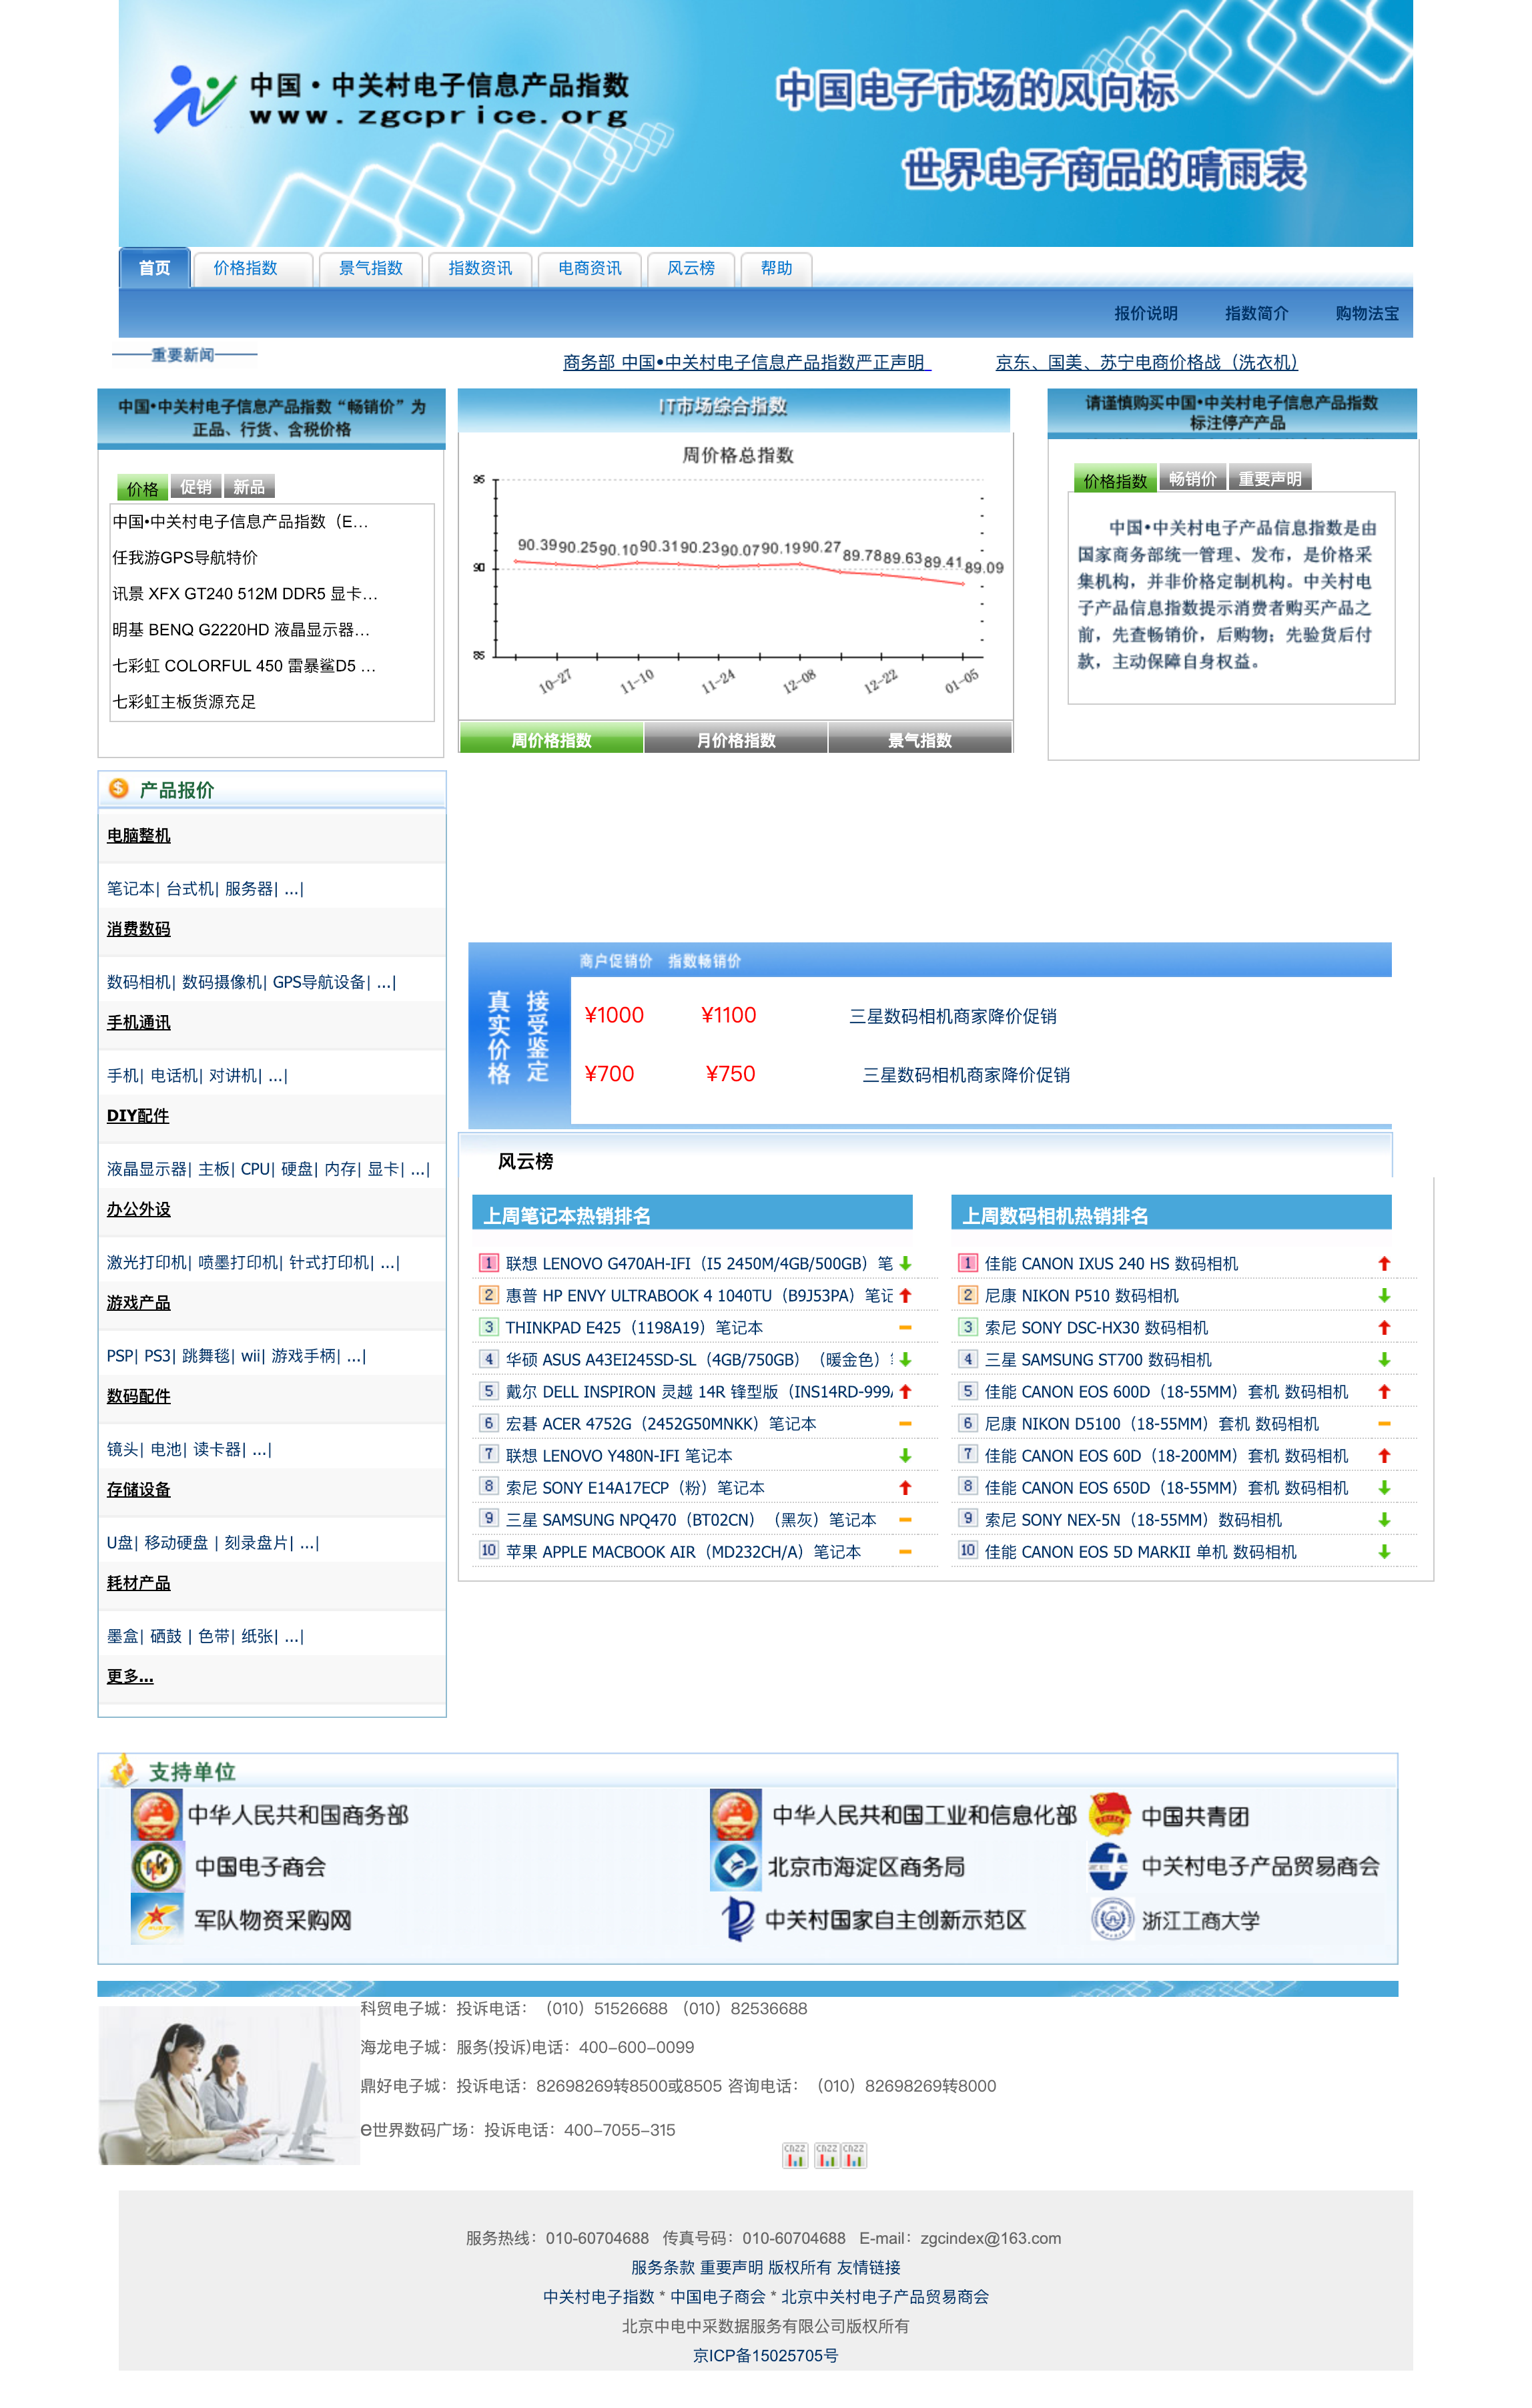 中国·中关村电子信息产品指数
www.zgcprice.org
中国电子市场的风向标
世界电子商品的晴雨表
首页 价格指数 景气指数 指数资讯 电商资讯 风云榜 帮助
报价说明 指数简介 购物法宝
重要新闻
商务部 中国•中关村电子信息产品指数严正声明 京东、国美、苏宁电商价格战（洗衣机）
中国•中关村电子信息产品指数“畅销价”为
正品、行货、含税价格
价格 促销 新品
中国•中关村电子信息产品指数（E...
任我游GPS导航特价
讯景 XFX GT240 512M DDR5 显卡...
明基 BENQ G2220HD 液晶显示器...
七彩虹 COLORFUL 450 雷暴鲨D5 ...
七彩虹主板货源充足
IT市场综合指数
周价格总指数
95
90.39 90.25 90.10 90.31 90.23 90.07 90.19 90.27 89.78 89.63 89.41 89.09
90
85
10-27 11-10 11-24 12-08 12-22 01-05
周价格指数 月价格指数 景气指数
请谨慎购买中国•中关村电子信息产品指数
标注停产产品
价格指数 畅销价 重要声明
中国•中关村电子产品信息指数是由
国家商务部统一管理、发布，是价格采
集机构，并非价格定制机构。中关村电
子产品信息指数提示消费者购买产品之
前，先查畅销价，后购物；先验货后付
款，主动保障自身权益。
产品报价
电脑整机
笔记本| 台式机| 服务器| ...|
消费数码
数码相机| 数码摄像机| GPS导航设备| ...|
手机通讯
手机| 电话机| 对讲机| ...|
DIY配件
液晶显示器| 主板| CPU| 硬盘| 内存| 显卡| ...|
办公外设
激光打印机| 喷墨打印机| 针式打印机| ...|
游戏产品
PSP| PS3| 跳舞毯| wii| 游戏手柄| ...|
数码配件
镜头| 电池| 读卡器| ...|
存储设备
U盘| 移动硬盘 | 刻录盘片| ...|
耗材产品
墨盒| 硒鼓 | 色带| 纸张| ...|
更多...
商户促销价 指数畅销价
真实价格
接受鉴定
¥1000 ¥1100 三星数码相机商家降价促销
¥700 ¥750 三星数码相机商家降价促销
风云榜
上周笔记本热销排名
1 联想 LENOVO G470AH-IFI（I5 2450M/4GB/500GB）笔
2 惠普 HP ENVY ULTRABOOK 4 1040TU（B9J53PA）笔记
3 THINKPAD E425（1198A19）笔记本
4 华硕 ASUS A43EI245SD-SL（4GB/750GB）（暖金色）
5 戴尔 DELL INSPIRON 灵越 14R 锋型版（INS14RD-999
6 宏碁 ACER 4752G（2452G50MNKK）笔记本
7 联想 LENOVO Y480N-IFI 笔记本
8 索尼 SONY E14A17ECP（粉）笔记本
9 三星 SAMSUNG NPQ470（BT02CN）（黑灰）笔记本
10 苹果 APPLE MACBOOK AIR（MD232CH/A）笔记本
上周数码相机热销排名
1 佳能 CANON IXUS 240 HS 数码相机
2 尼康 NIKON P510 数码相机
3 索尼 SONY DSC-HX30 数码相机
4 三星 SAMSUNG ST700 数码相机
5 佳能 CANON EOS 600D（18-55MM）套机 数码相机
6 尼康 NIKON D5100（18-55MM）套机 数码相机
7 佳能 CANON EOS 60D（18-200MM）套机 数码相机
8 佳能 CANON EOS 650D（18-55MM）套机 数码相机
9 索尼 SONY NEX-5N（18-55MM）数码相机
10 佳能 CANON EOS 5D MARKII 单机 数码相机
支持单位
中华人民共和国商务部 中华人民共和国工业和信息化部 中国共青团
中国电子商会 北京市海淀区商务局 中关村电子产品贸易商会
军队物资采购网 中关村国家自主创新示范区 浙江工商大学
科贸电子城：投诉电话：（010）51526688 （010）82536688
海龙电子城：服务(投诉)电话：400-600-0099
鼎好电子城：投诉电话：82698269转8500或8505 咨询电话：（010）82698269转8000
e世界数码广场：投诉电话：400-7055-315
CNZZ CNZZ CNZZ
服务热线：010-60704688 传真号码：010-60704688 E-mail：zgcindex@163.com
服务条款 重要声明 版权所有 友情链接
中关村电子指数 * 中国电子商会 * 北京中关村电子产品贸易商会
北京中电中采数据服务有限公司版权所有
京ICP备15025705号